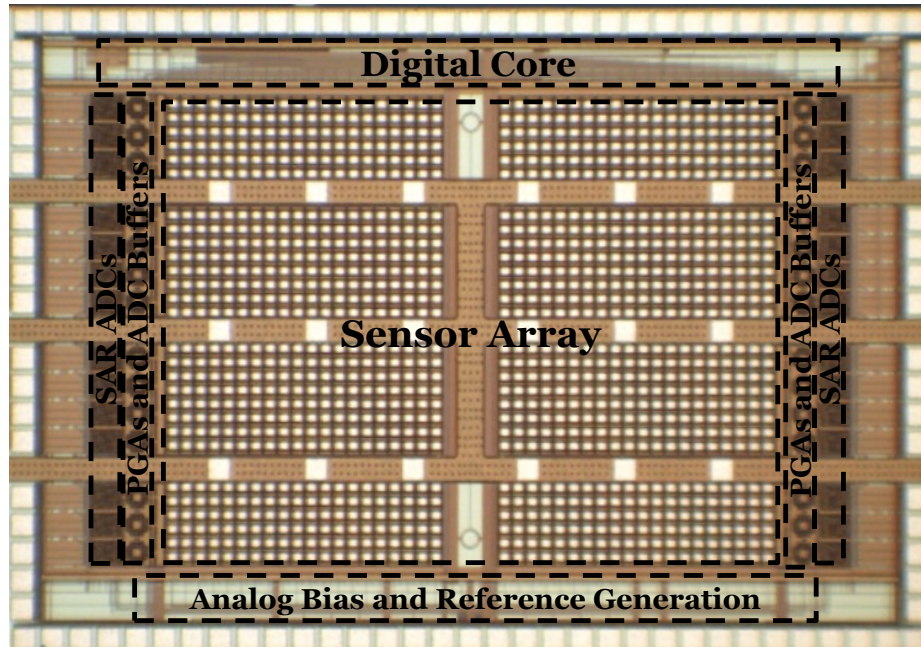 Digital Core
SAR ADCs
PGAs and ADC Buffers
Sensor Array
PGAs and ADC Buffers
SAR ADCs
Analog Bias and Reference Generation